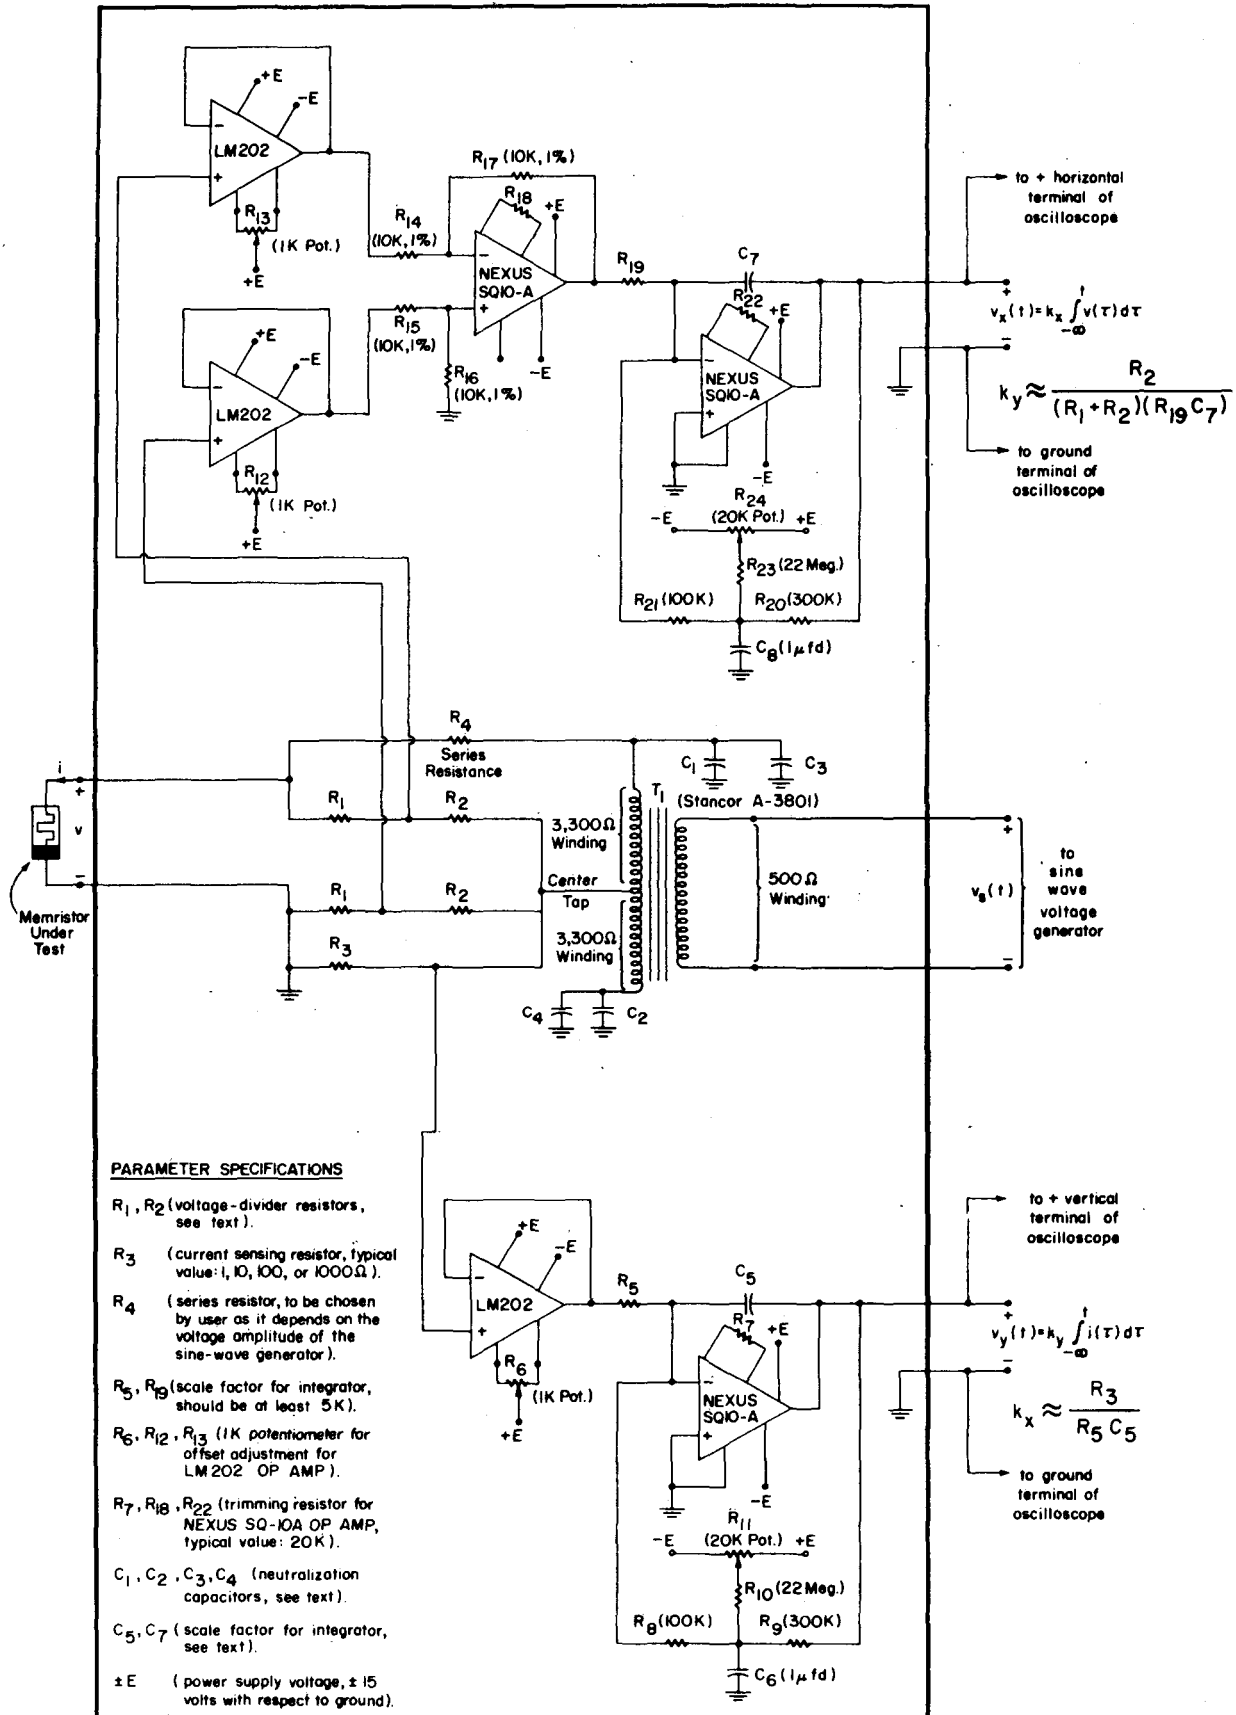 +E
−E
−
LM202
+
R13
(1K Pot.)
+E
R14
(10K, 1%)
R17 (10K, 1%)
R18
+E
−
NEXUS
SQ10-A
+
−E
R15
(10K, 1%)
R16
(10K, 1%)
+E
−E
−
LM202
+
R12
(1K Pot.)
+E
R19
C7
R22
+E
−
NEXUS
SQ10-A
+
−E
R24
(20K Pot.)
−E
+E
R23 (22 Meg.)
R21 (100K)
R20 (300K)
C8 (1μfd)
to + horizontal
terminal of
oscilloscope
+
vx(t)=kx ∫ t −∞ v(τ)dτ
−
ky ≈ R2 / (R1+R2)(R19 C7)
to ground
terminal of
oscilloscope
R4
Series
Resistance
C1
C3
i
+
v
−
Memristor
Under
Test
R1
R2
R1
R2
R3
3,300Ω
Winding
Center
Tap
3,300Ω
Winding
T1
(Stancor A-3801)
500Ω
Winding
C4
C2
+
vs(t)
−
to
sine
wave
voltage
generator
PARAMETER SPECIFICATIONS
R1, R2 (voltage-divider resistors,
see text).
R3 (current sensing resistor, typical
value: 1, 10, 100, or 1000Ω).
R4 (series resistor, to be chosen
by user as it depends on the
voltage amplitude of the
sine-wave generator).
R5, R19 (scale factor for integrator,
should be at least 5K).
R6, R12, R13 (1K potentiometer for
offset adjustment for
LM202 OP AMP).
R7, R18, R22 (trimming resistor for
NEXUS SQ-10A OP AMP,
typical value: 20K).
C1, C2, C3, C4 (neutralization
capacitors, see text).
C5, C7 (scale factor for integrator,
see text).
±E (power supply voltage, ± 15
volts with respect to ground).
+E
−E
−
LM202
+
R6
(1K Pot.)
+E
R5
C5
R7
+E
−
NEXUS
SQ10-A
+
−E
R11
(20K Pot.)
−E
+E
R10 (22 Meg.)
R8 (100K)
R9 (300K)
C6 (1μfd)
to + vertical
terminal of
oscilloscope
+
vy(t)=ky ∫ t −∞ i(τ)dτ
−
kx ≈ R3 / R5 C5
to ground
terminal of
oscilloscope